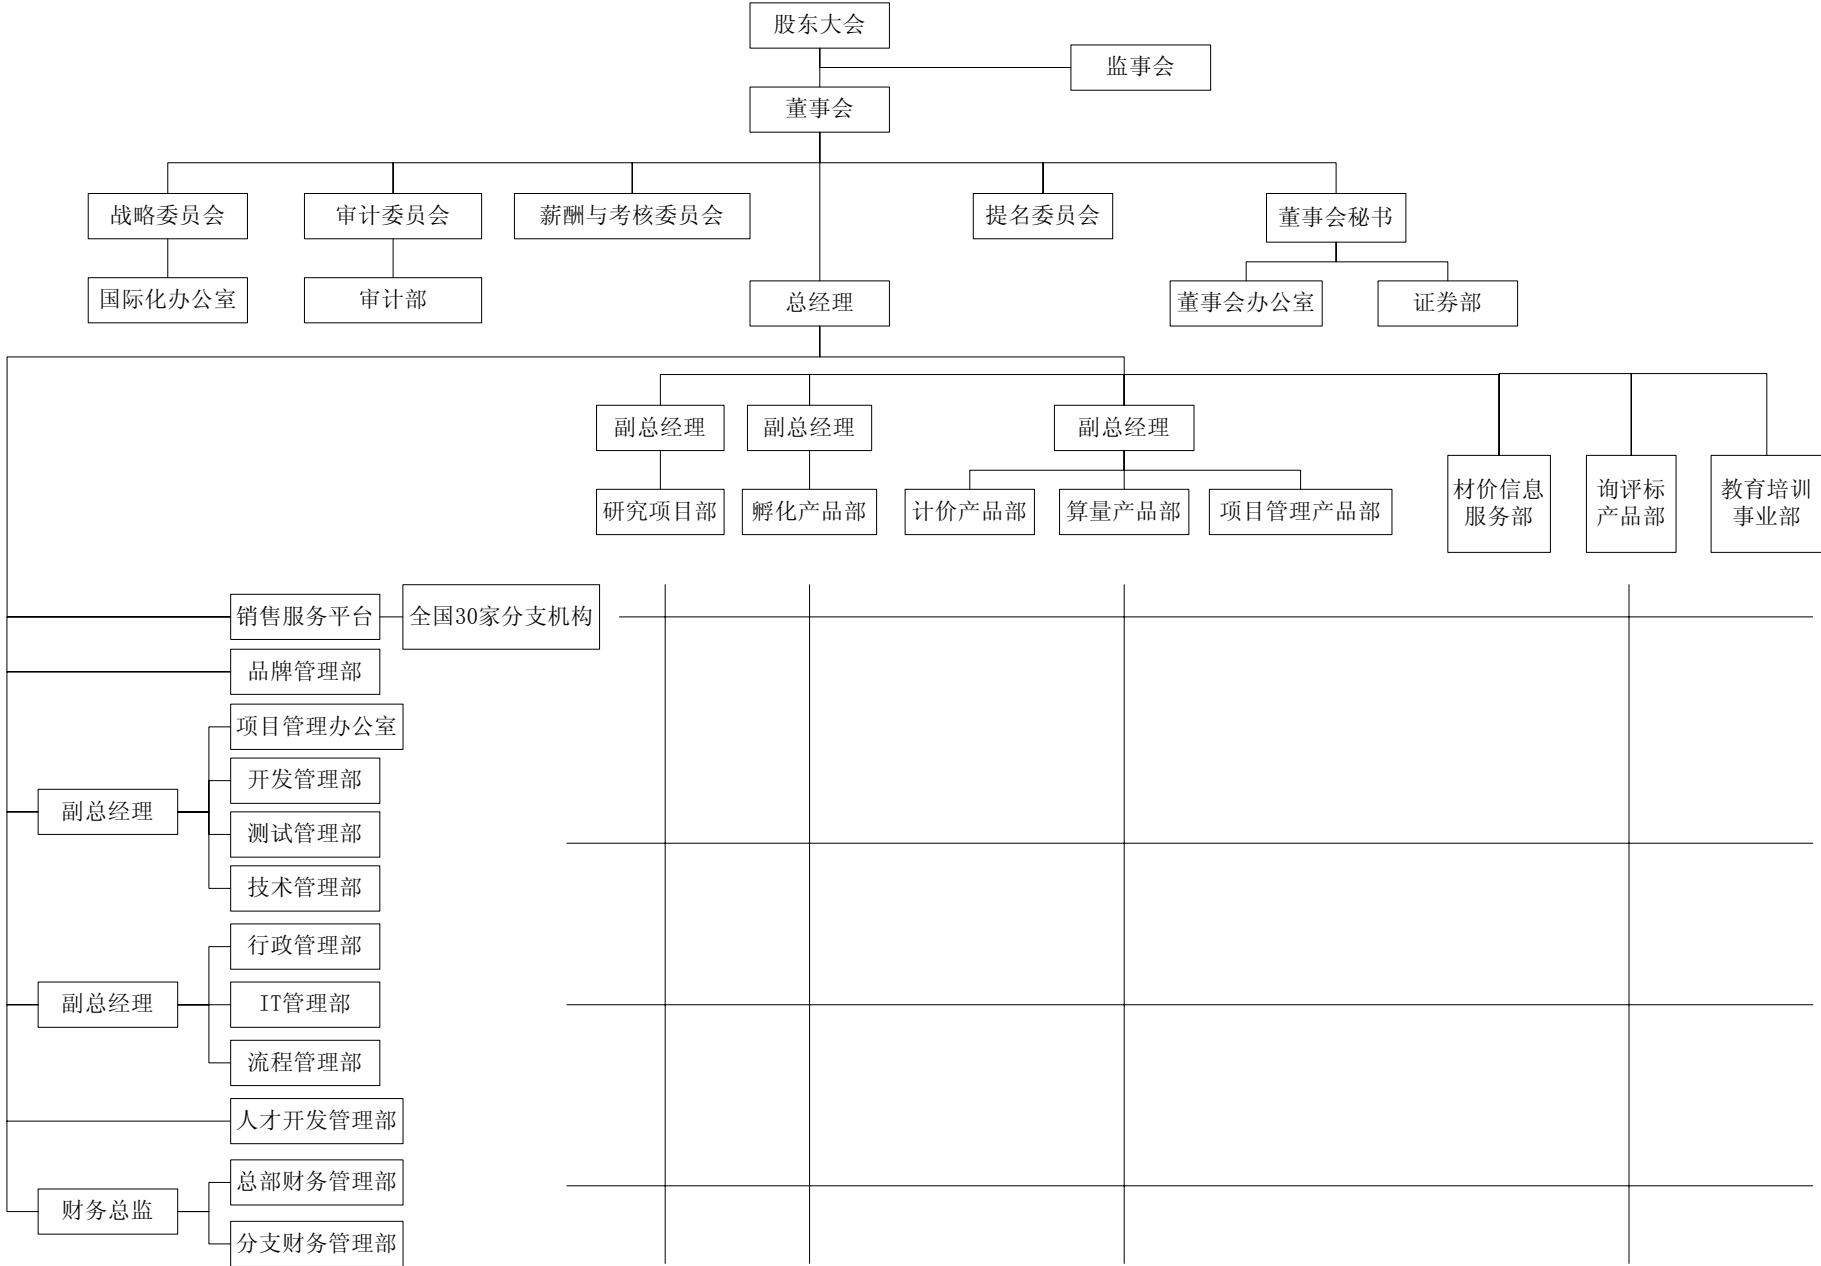 股东大会
监事会
董事会
战略委员会
审计委员会
薪酬与考核委员会
提名委员会
董事会秘书
国际化办公室
审计部
总经理
董事会办公室
证券部
副总经理
副总经理
副总经理
研究项目部
孵化产品部
计价产品部
算量产品部
项目管理产品部
材价信息
服务部
询评标
产品部
教育培训
事业部
销售服务平台
全国30家分支机构
品牌管理部
项目管理办公室
开发管理部
副总经理
测试管理部
技术管理部
行政管理部
副总经理
IT管理部
流程管理部
人才开发管理部
总部财务管理部
财务总监
分支财务管理部